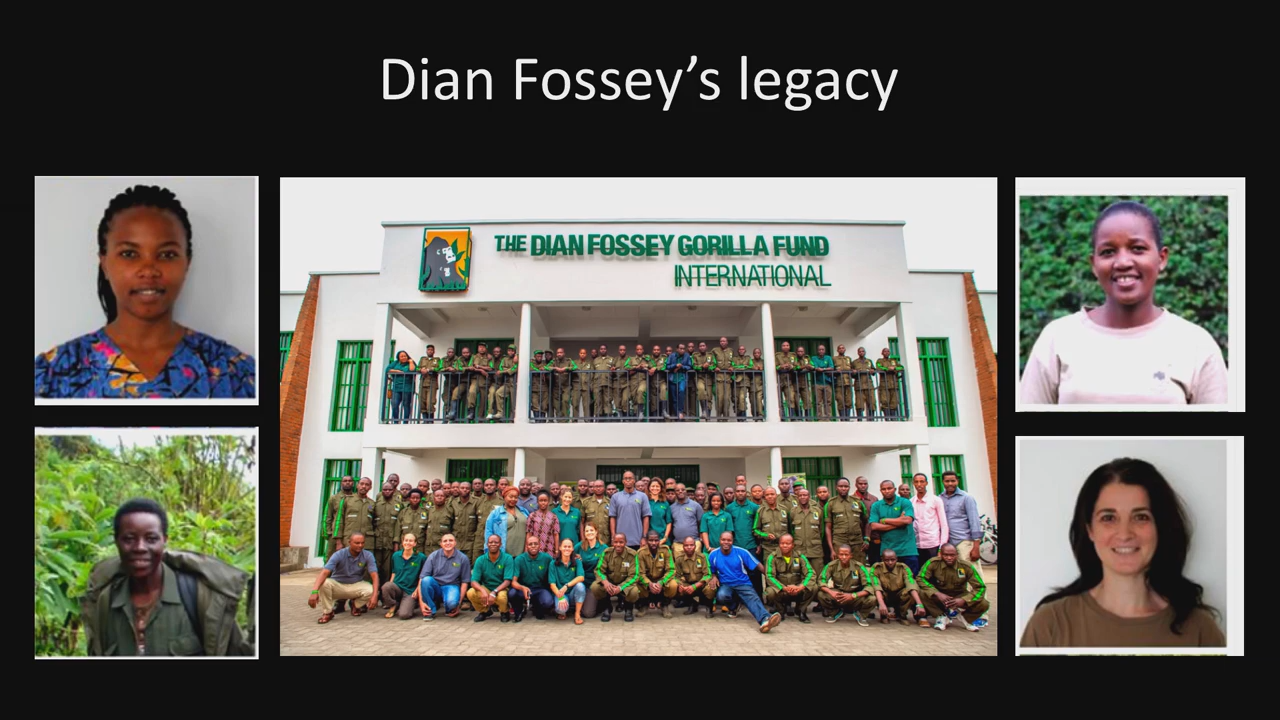 Dian Fossey’s legacy
THE DIAN FOSSEY GORILLA FUND
INTERNATIONAL